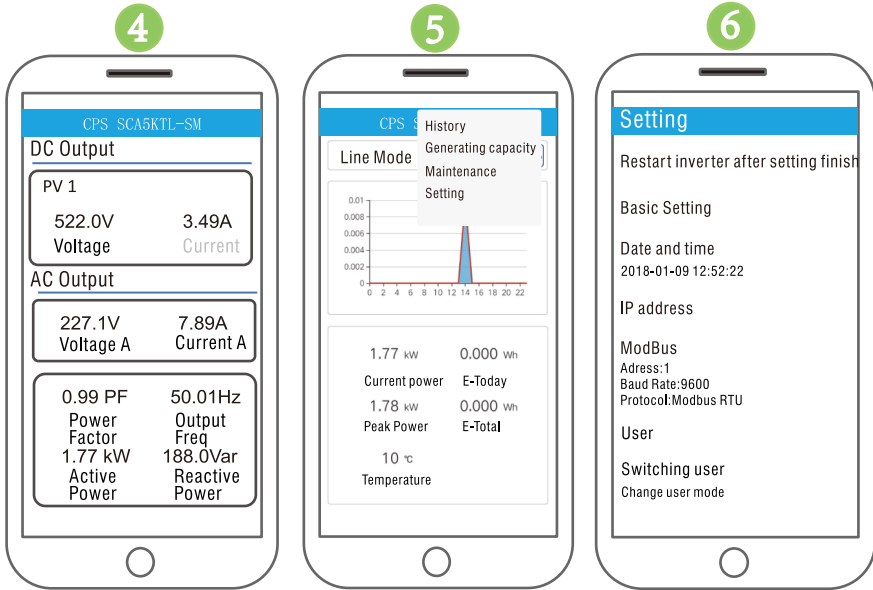 4
CPS SCA5KTL-SM
DC Output
PV 1
522.0V 3.49A
Voltage Current
AC Output
227.1V 7.89A
Voltage A Current A
0.99 PF 50.01Hz
Power Output
Factor Freq
1.77 kW 188.0Var
Active Reactive
Power Power
5
CPS S
History
Generating capacity
Maintenance
Setting
Line Mode
0.01
0.008
0.006
0.004
0.002
0
0 2 4 6 8 10 12 14 16 18 20 22
1.77 kW 0.000 Wh
Current power E-Today
1.78 kW 0.000 Wh
Peak Power E-Total
10 ℃
Temperature
6
Setting
Restart inverter after setting finish
Basic Setting
Date and time
2018-01-09 12:52:22
IP address
ModBus
Adress:1
Baud Rate:9600
Protocol:Modbus RTU
User
Switching user
Change user mode